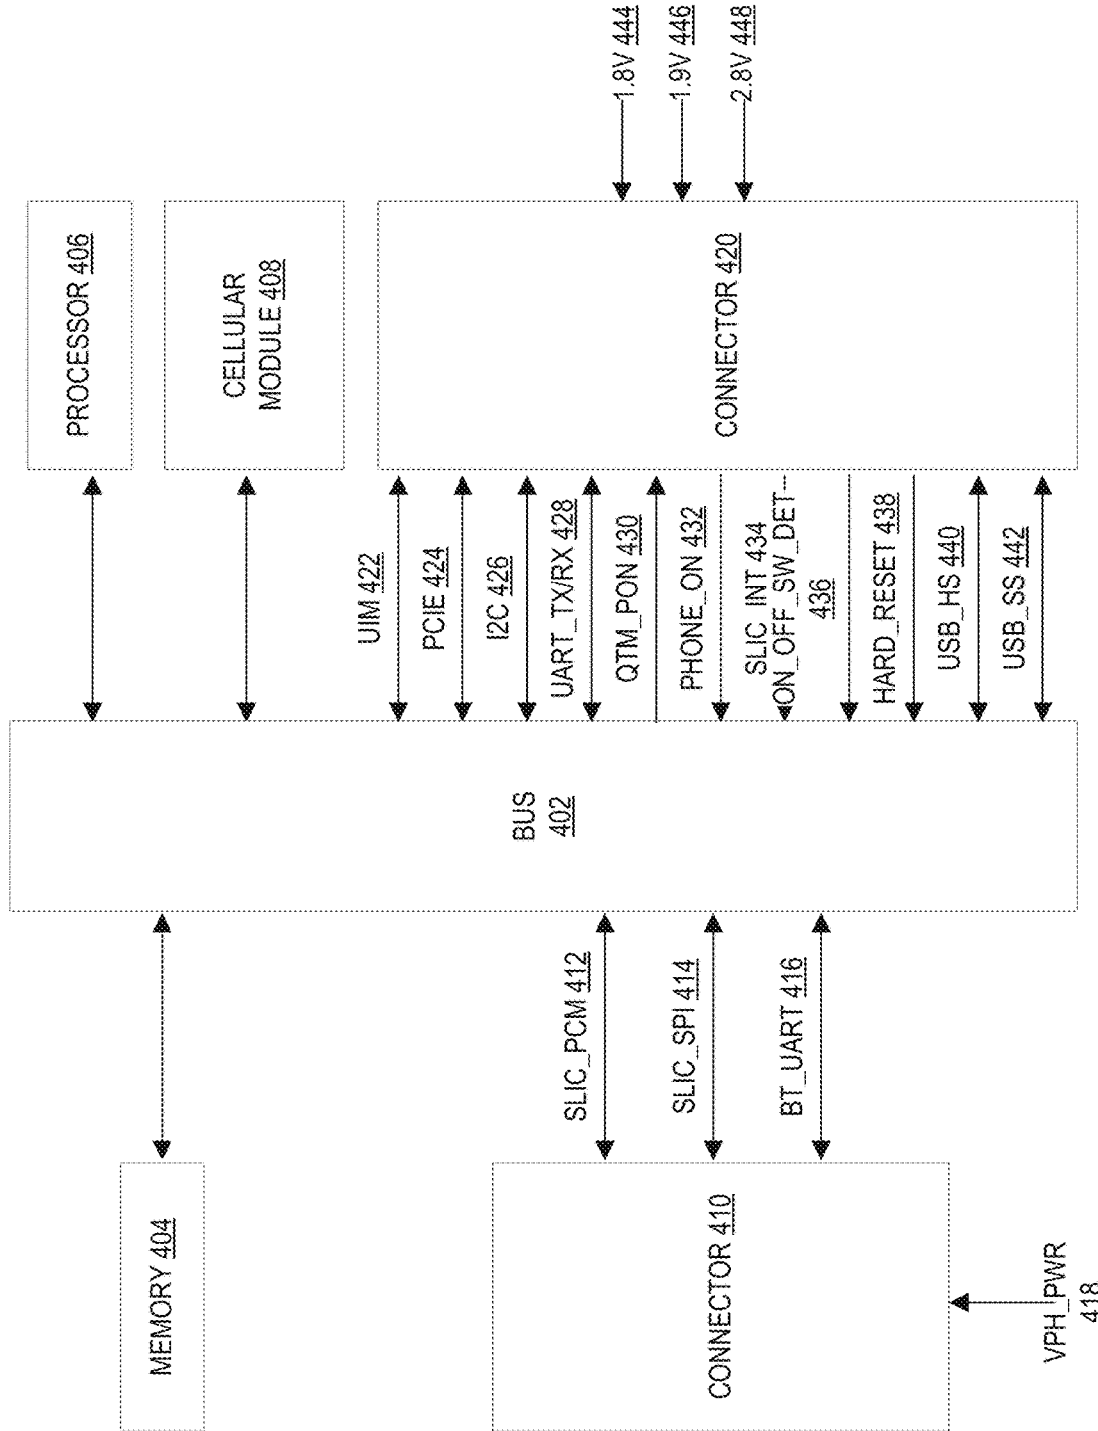 PROCESSOR 406
CELLULAR
MODULE 408
CONNECTOR 420
1.8V 444
1.9V 446
2.8V 448
UIM 422
PCIE 424
I2C 426
UART_TX/RX 428
QTM_PON 430
PHONE_ON 432
SLIC_INT 434
ON_OFF_SW_DET
436
HARD_RESET 438
USB_HS 440
USB_SS 442
BUS
402
MEMORY 404
SLIC_PCM 412
SLIC_SPI 414
BT_UART 416
CONNECTOR 410
VPH_PWR
418